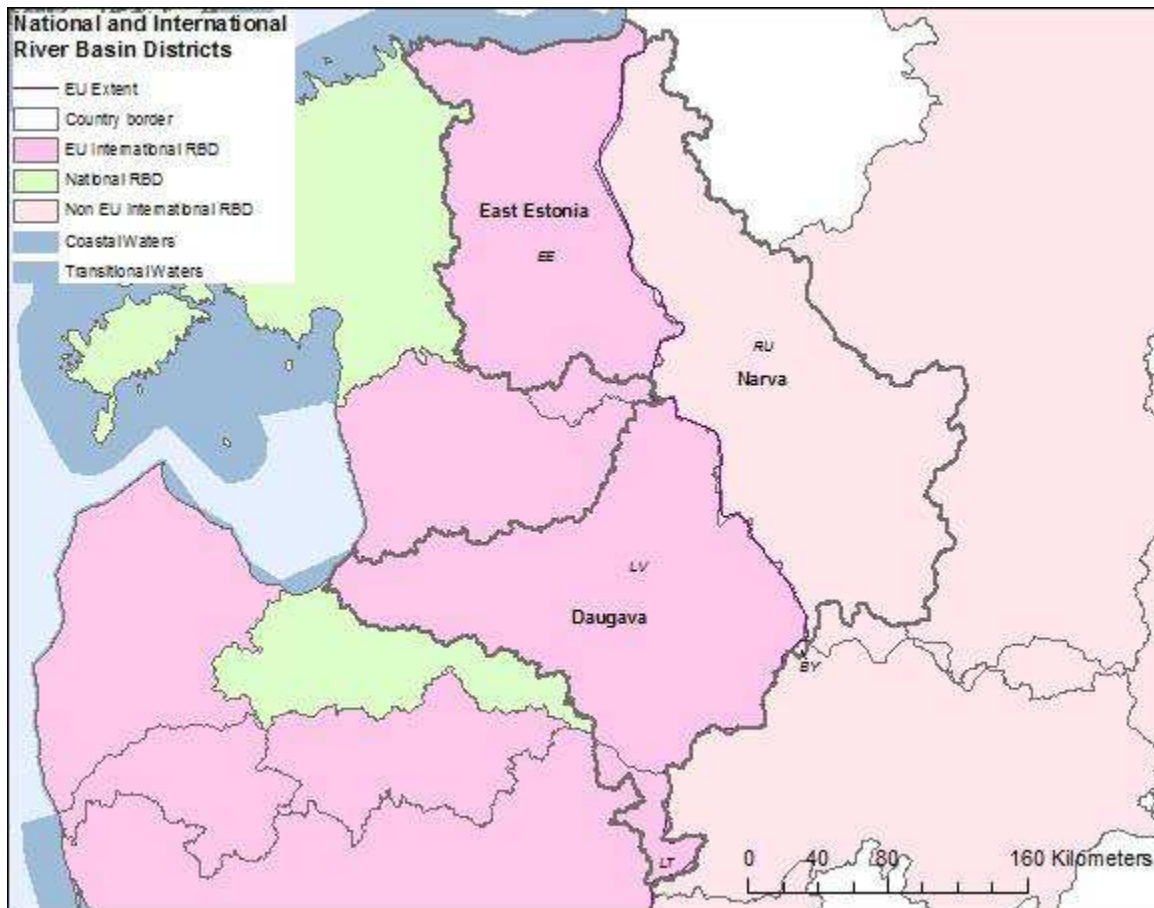 National and International
River Basin Districts
EU Extent
Country border
EU International RBD
National RBD
Non EU International RBD
Coastal Waters
Transitional Waters
East Estonia
EE
RU
Narva
LV
Daugava
BY
LT
0 40 80 160 Kilometers